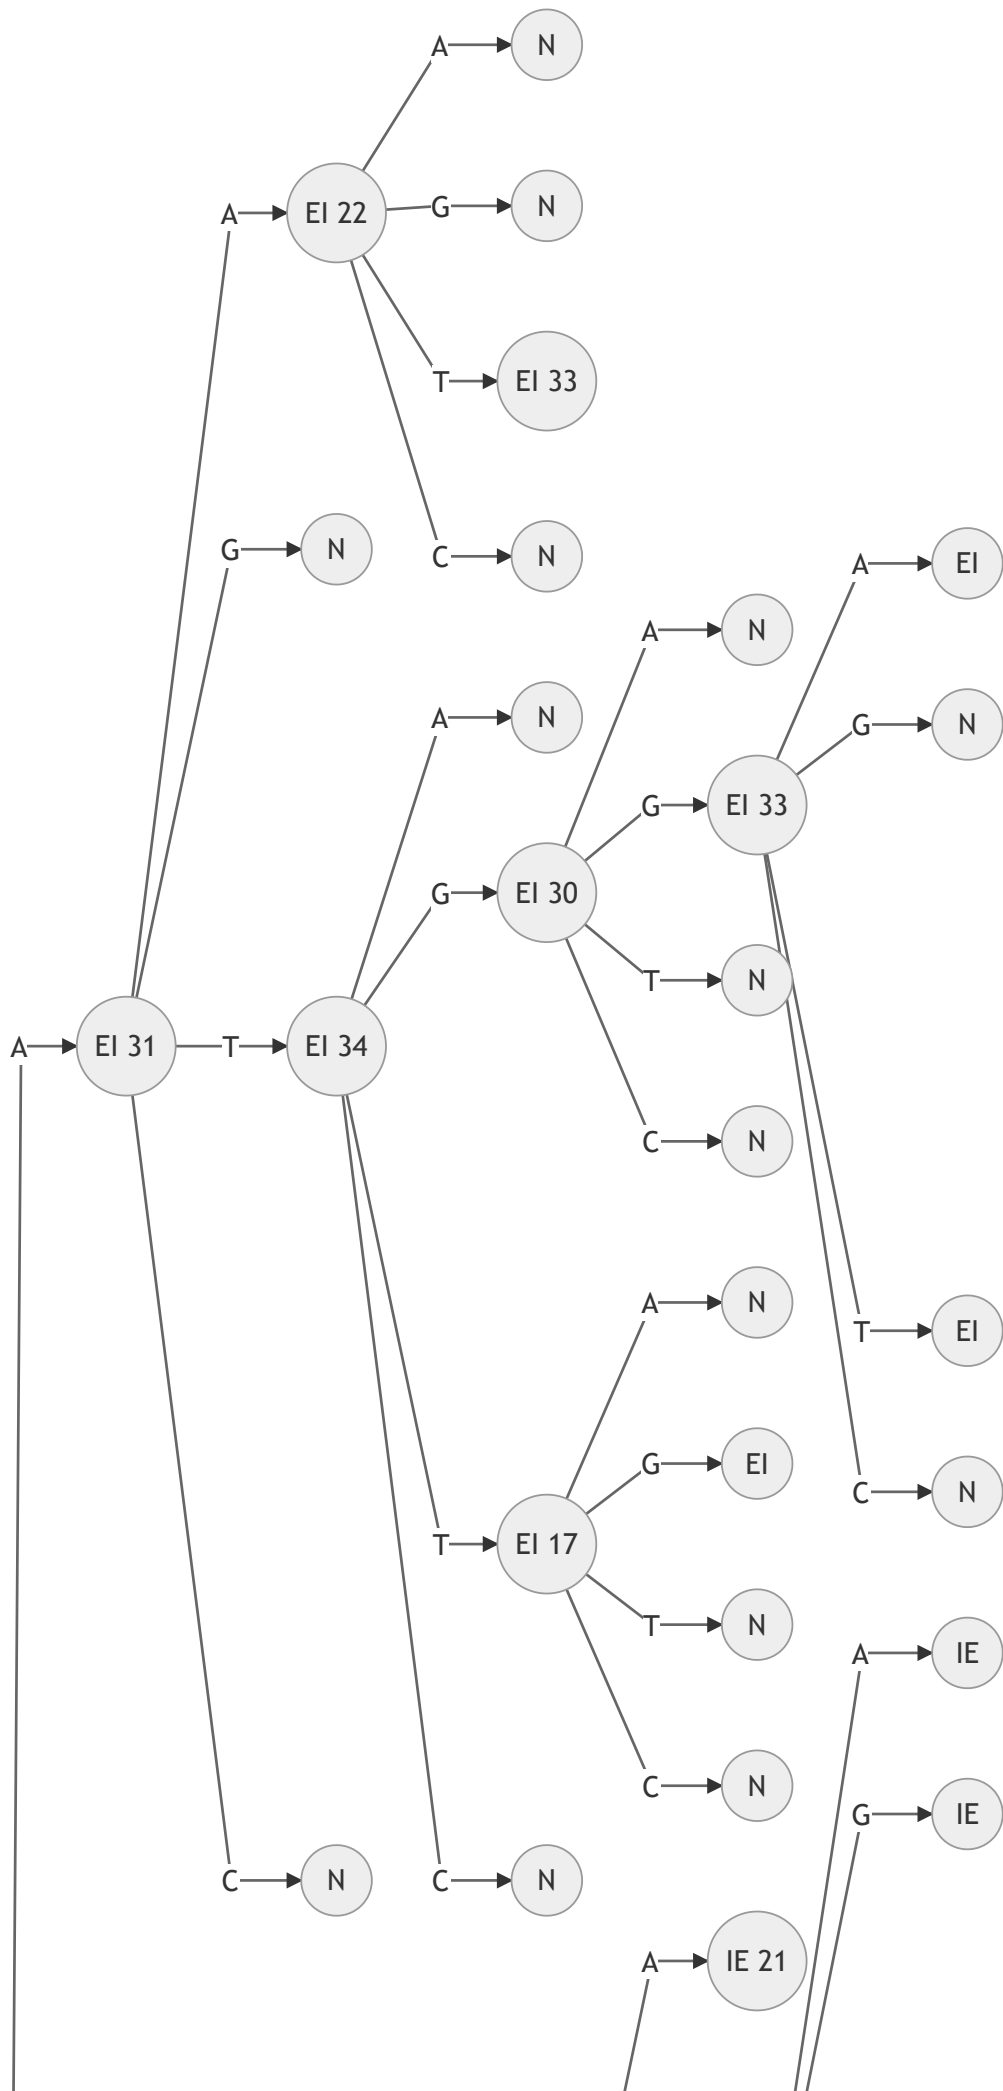 A N
A EI 22 G N
T EI 33
G N C N A EI
A N
A N G N
G EI 33
G EI 30
T N
A EI 31 T EI 34
C N
A N
T EI
G EI
C N
T EI 17
T N
A IE
C N
G IE
C N C N
A IE 21